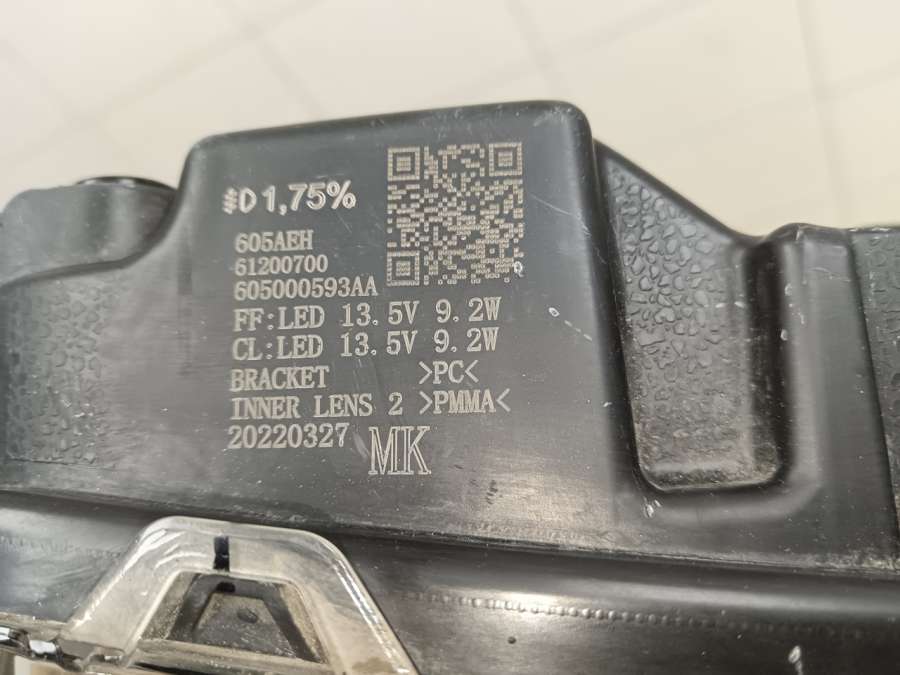 D 1,75%
605AEH
61200700
605000593AA
FF:LED 13.5V 9.2W
CL:LED 13.5V 9.2W
BRACKET >PC<
INNER LENS 2 >PMMA<
20220327 MK